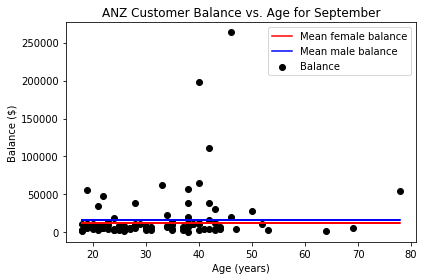 ANZ Customer Balance vs. Age for September
Balance ($)
250000
200000
150000
100000
50000
0
Mean female balance
Mean male balance
Balance
20 30 40 50 60 70 80
Age (years)